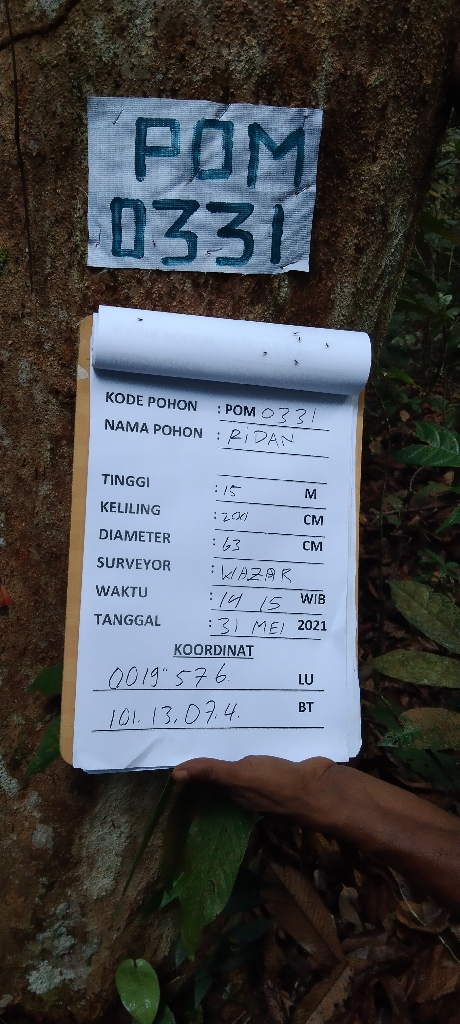 POM
0331
KODE POHON : POM 0331
NAMA POHON : RIDAN
TINGGI : 15 M
KELILING : 200 CM
DIAMETER : 63 CM
SURVEYOR : WAZAR
WAKTU : 14 15 WIB
TANGGAL : 31 MEI 2021
KOORDINAT
0019" 576. LU
101. 13. 07.4. BT